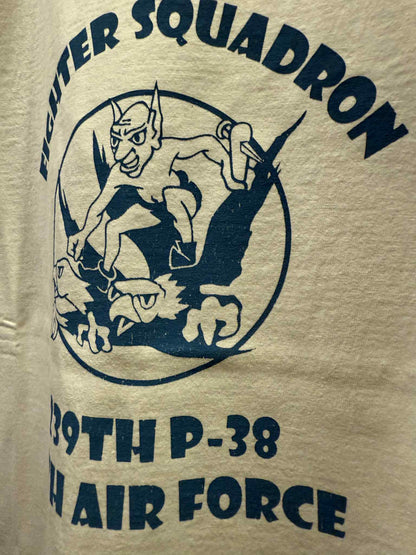 FIGHTER SQUADRON
39TH P-38
H AIR FORCE